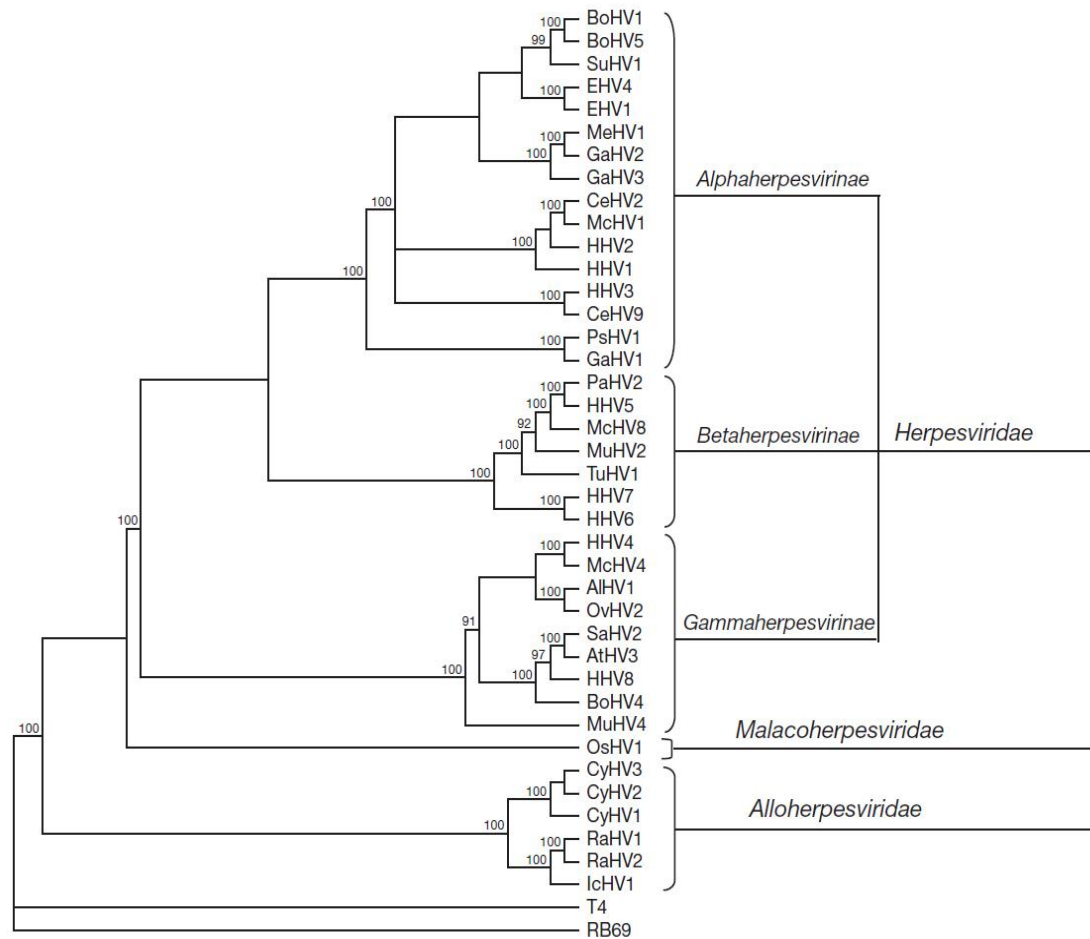 100 BoHV1
99 BoHV5
SuHV1
EHV4
100 EHV1
100 MeHV1
100 GaHV2
GaHV3
Alphaherpesvirinae
100 CeHV2
100 McHV1
100 HHV2
HHV1
100 HHV3
100 CeHV9
100 PsHV1
GaHV1
100 PaHV2
100 HHV5
92 McHV8
Betaherpesvirinae
Herpesviridae
100 MuHV2
100 TuHV1
100 HHV7
HHV6
100 HHV4
100 McHV4
100 AlHV1
OvHV2
Gammaherpesvirinae
91 100 SaHV2
97 AtHV3
100 100 HHV8
BoHV4
MuHV4
Malacoherpesviridae
100 OsHV1
CyHV3
100 CyHV2
CyHV1
Alloherpesviridae
100 100 RaHV1
100 RaHV2
IcHV1
T4
RB69